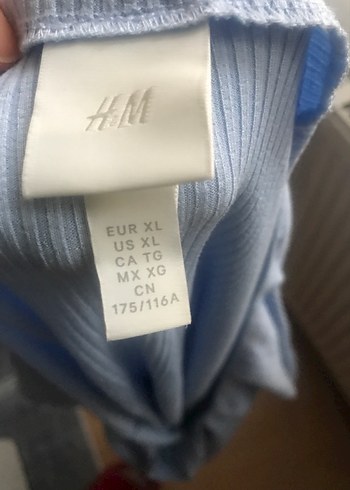 H&M
EUR XL
US XL
CA TG
MX XG
CN
175/116A